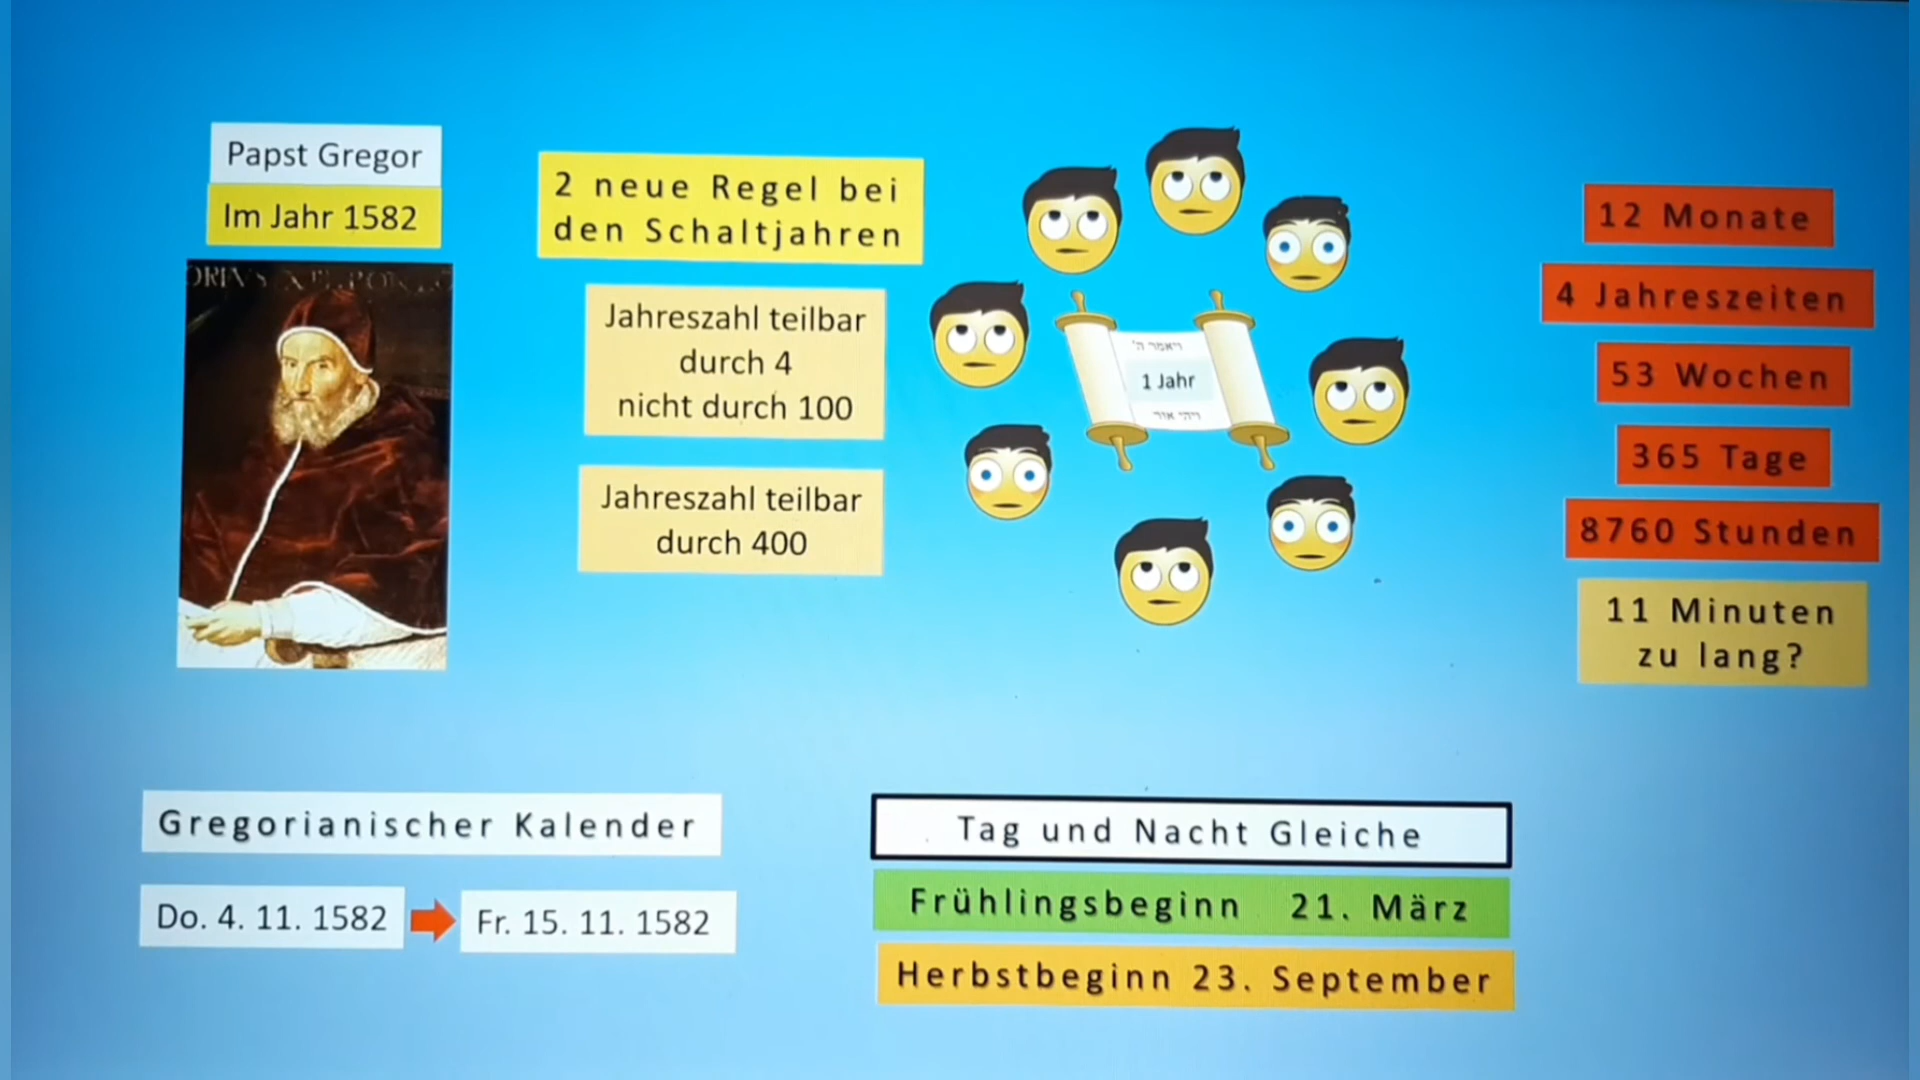 Papst Gregor
Im Jahr 1582
2 neue Regel bei
den Schaltjahren
Jahreszahl teilbar
durch 4
nicht durch 100
Jahreszahl teilbar
durch 400
ויאמר ה'
1 Jahr
ויהי אור
12 Monate
4 Jahreszeiten
53 Wochen
365 Tage
8760 Stunden
11 Minuten
zu lang?
Gregorianischer Kalender
Do. 4. 11. 1582
Fr. 15. 11. 1582
Tag und Nacht Gleiche
Frühlingsbeginn 21. März
Herbstbeginn 23. September